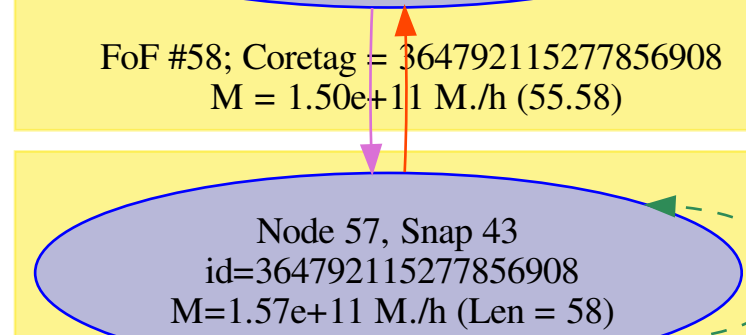 FoF #58; Coretag = 364792115277856908
M = 1.50e+11 M./h (55.58)
Node 57, Snap 43
id=364792115277856908
M=1.57e+11 M./h (Len = 58)